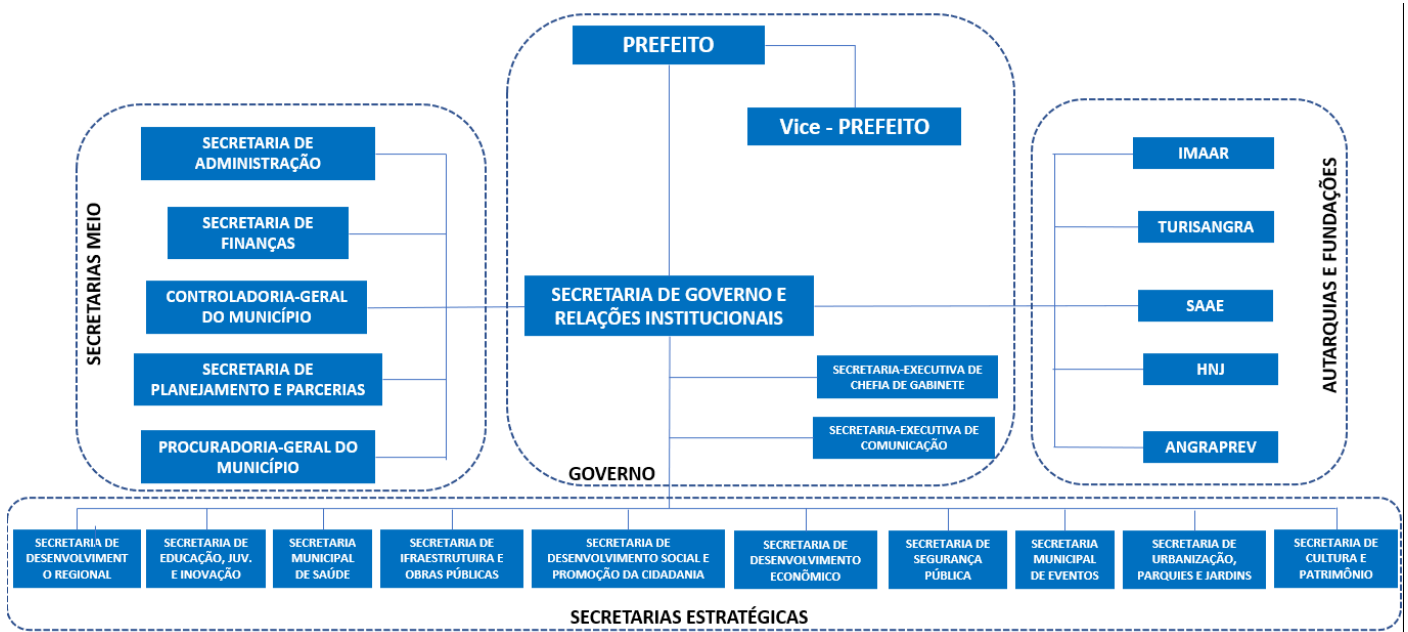 PREFEITO
Vice - PREFEITO
SECRETARIA DE GOVERNO E
RELAÇÕES INSTITUCIONAIS
SECRETARIA-EXECUTIVA DE
CHEFIA DE GABINETE
SECRETARIA-EXECUTIVA DE
COMUNICAÇÃO
GOVERNO
SECRETARIAS MEIO
SECRETARIA DE
ADMINISTRAÇÃO
SECRETARIA DE
FINANÇAS
CONTROLADORIA-GERAL
DO MUNICÍPIO
SECRETARIA DE
PLANEJAMENTO E PARCERIAS
PROCURADORIA-GERAL DO
MUNICÍPIO
IMAAR
TURISANGRA
SAAE
HNJ
ANGRAPREV
AUTARQUIAS E FUNDAÇÕES
SECRETARIA DE
DESENVOLVIMENT
O REGIONAL
SECRETARIA DE
EDUCAÇÃO, JUV.
E INOVAÇÃO
SECRETARIA
MUNICIPAL
DE SAÚDE
SECRETARIA DE
IFRAESTRUTUIRA E
OBRAS PÚBLICAS
SECRETARIA DE
DESENVOLVIMENTO SOCIAL E
PROMOÇÃO DA CIDADANIA
SECRETARIA DE
DESENVOLVIMENTO
ECONÔMICO
SECRETARIA DE
SEGURANÇA
PÚBLICA
SECRETARIA
MUNICIPAL
DE EVENTOS
SECRETARIA DE
URBANIZAÇÃO,
PARQUIES E JARDINS
SECRETARIA DE
CULTURA E
PATRIMÔNIO
SECRETARIAS ESTRATÉGICAS